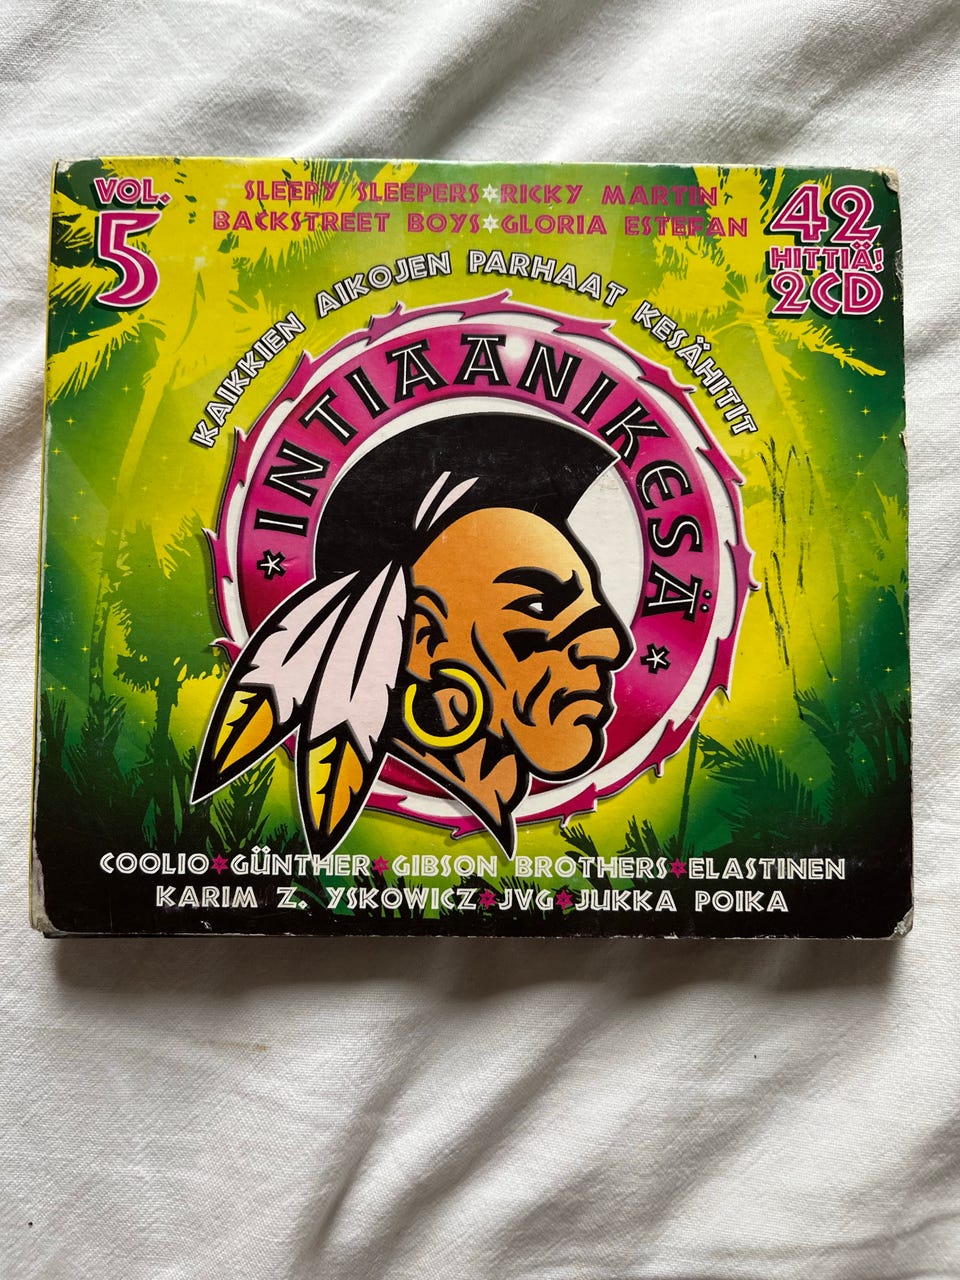 VOL.
5
SLEEPY SLEEPERS RICKY MARTIN
BACKSTREET BOYS GLORIA ESTEFAN
42
HITTIÄ!
2CD
KAIKKIEN AIKOJEN PARHAAT KESÄHITIT
INTIAANIKESÄ
COOLIO GÜNTHER GIBSON BROTHERS ELASTINEN
KARIM Z. YSKOWICZ JVG JUKKA POIKA